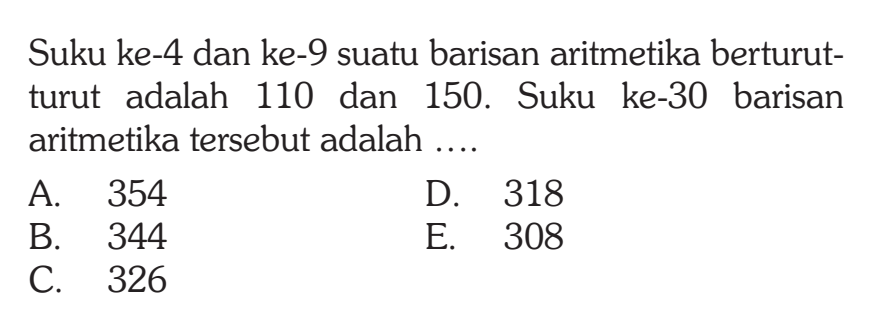 Suku ke-4 dan ke-9 suatu barisan aritmetika berturut-
turut adalah 110 dan 150. Suku ke-30 barisan
aritmetika tersebut adalah ....
A. 354 D. 318
B. 344 E. 308
C. 326